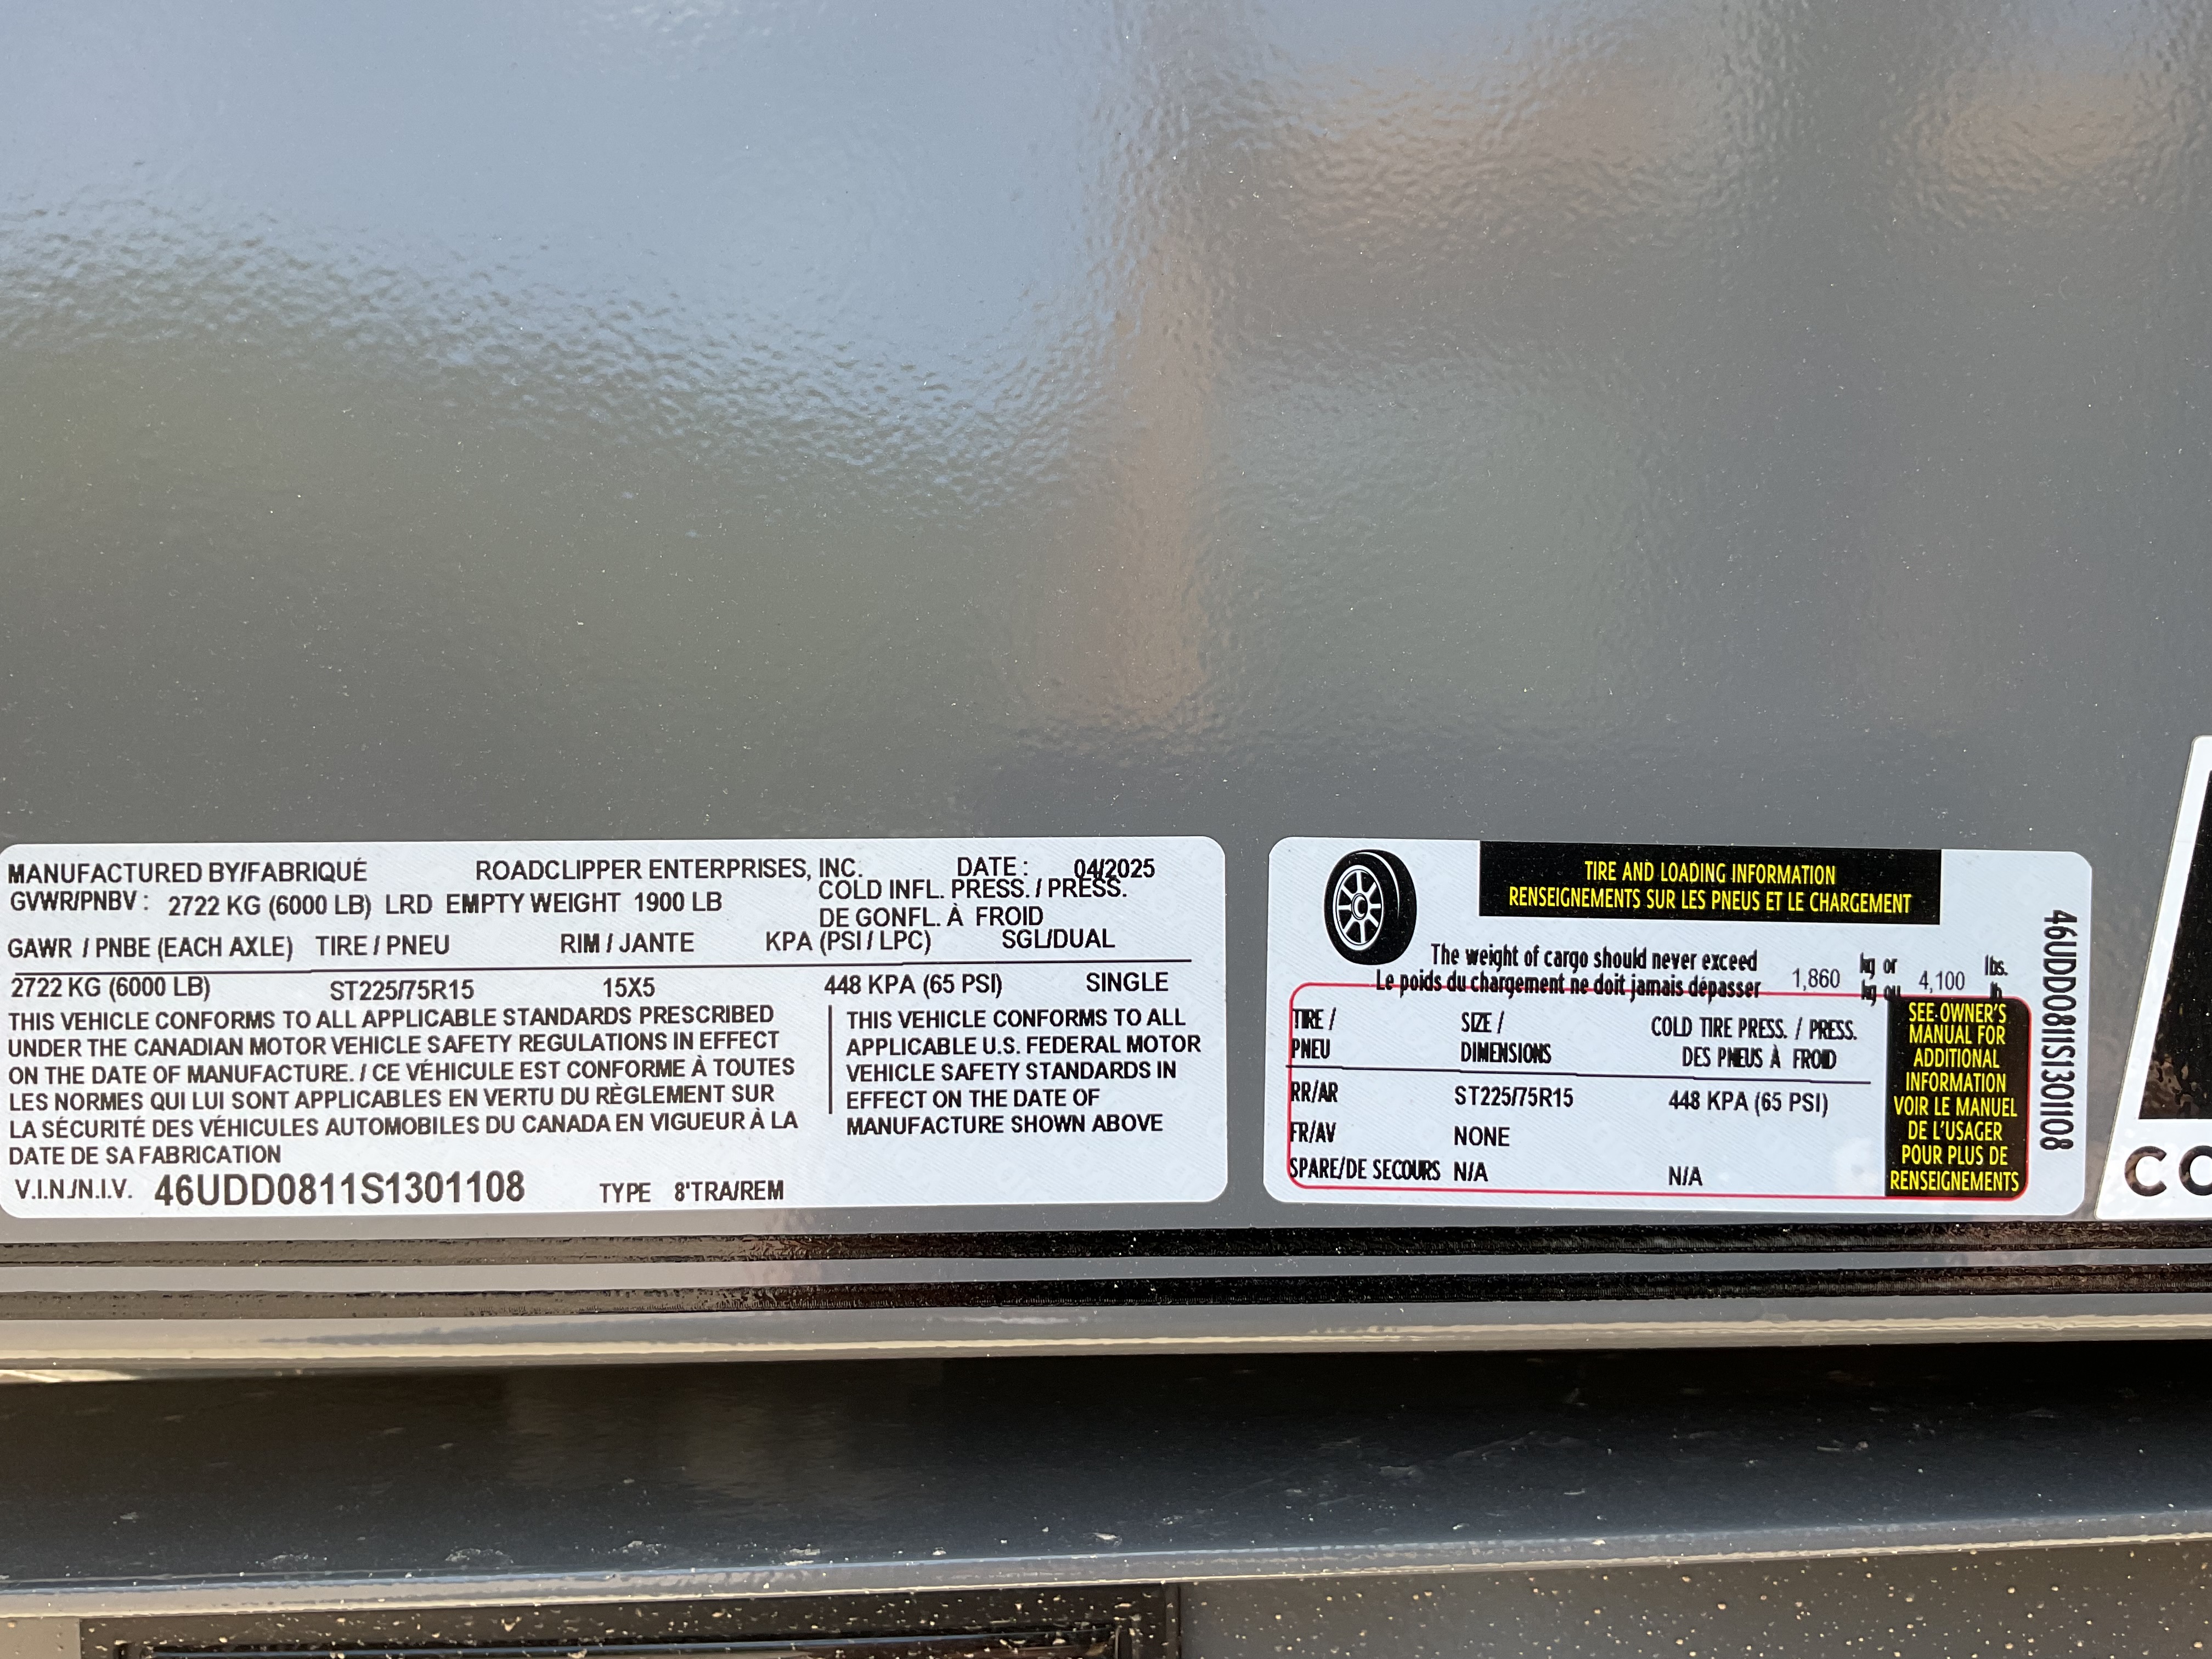 MANUFACTURED BY/FABRIQUÉ ROADCLIPPER ENTERPRISES, INC. DATE : 04/2025
GVWR/PNBV : 2722 KG (6000 LB) LRD EMPTY WEIGHT 1900 LB COLD INFL. PRESS. / PRESS.
DE GONFL. À FROID
GAWR / PNBE (EACH AXLE) TIRE / PNEU RIM / JANTE KPA (PSI / LPC) SGL/DUAL
2722 KG (6000 LB) ST225/75R15 15X5 448 KPA (65 PSI) SINGLE
THIS VEHICLE CONFORMS TO ALL APPLICABLE STANDARDS PRESCRIBED
UNDER THE CANADIAN MOTOR VEHICLE SAFETY REGULATIONS IN EFFECT
ON THE DATE OF MANUFACTURE. / CE VÉHICULE EST CONFORME À TOUTES
LES NORMES QUI LUI SONT APPLICABLES EN VERTU DU RÈGLEMENT SUR
LA SÉCURITÉ DES VÉHICULES AUTOMOBILES DU CANADA EN VIGUEUR À LA
DATE DE SA FABRICATION
THIS VEHICLE CONFORMS TO ALL
APPLICABLE U.S. FEDERAL MOTOR
VEHICLE SAFETY STANDARDS IN
EFFECT ON THE DATE OF
MANUFACTURE SHOWN ABOVE
V.I.N./N.I.V. 46UDD0811S1301108 TYPE 8'TRA/REM
TIRE AND LOADING INFORMATION
RENSEIGNEMENTS SUR LES PNEUS ET LE CHARGEMENT
The weight of cargo should never exceed kg or lbs.
Le poids du chargement ne doit jamais dépasser 1,860 kg ou 4,100 lb
TIRE / SIZE / COLD TIRE PRESS. / PRESS.
PNEU DIMENSIONS DES PNEUS À FROID
RR/AR ST225/75R15 448 KPA (65 PSI)
FR/AV NONE
SPARE/DE SECOURS N/A N/A
SEE OWNER'S
MANUAL FOR
ADDITIONAL
INFORMATION
VOIR LE MANUEL
DE L'USAGER
POUR PLUS DE
RENSEIGNEMENTS
46UDD0811S1301108
CO